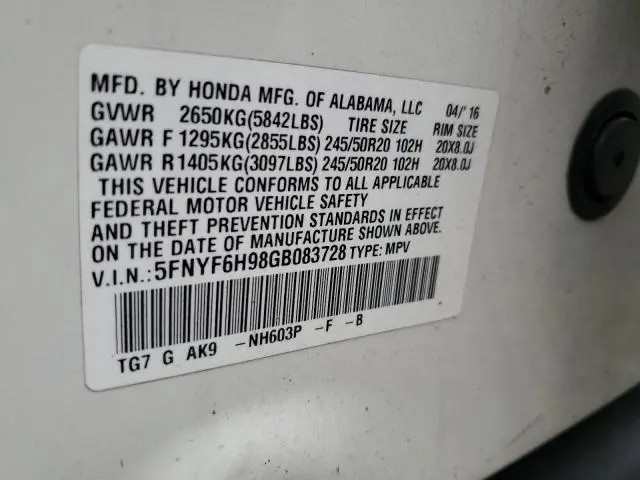 MFD. BY HONDA MFG. OF ALABAMA, LLC 04/'16
GVWR 2650KG(5842LBS) TIRE SIZE RIM SIZE
GAWR F 1295KG(2855LBS) 245/50R20 102H 20X8.0J
GAWR R 1405KG(3097LBS) 245/50R20 102H 20X8.0J
THIS VEHICLE CONFORMS TO ALL APPLICABLE
FEDERAL MOTOR VEHICLE SAFETY
AND THEFT PREVENTION STANDARDS IN EFFECT
ON THE DATE OF MANUFACTURE SHOWN ABOVE.
V.I.N.: 5FNYF6H98GB083728 TYPE: MPV
TG7 G AK9 -NH603P -F -B